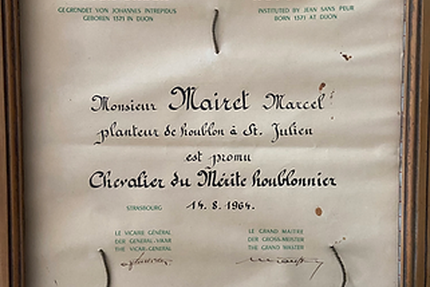 GEGRÜNDET VON JOHANNES INTREPIDUS
GEBOREN 1371 IN DIJON
INSTITUTED BY JEAN SANS PEUR
BORN 1371 AT DIJON
Monsieur Mairet Marcel
planteur de houblon à St. Julien
est promu
Chevalier du Mérite houblonnier
STRASBOURG 14. 8. 1964.
LE VICAIRE GÉNÉRAL
DER GENERAL-VIKAR
THE VICAR-GENERAL
LE GRAND MAITRE
DER GROSS-MEISTER
THE GRAND MASTER